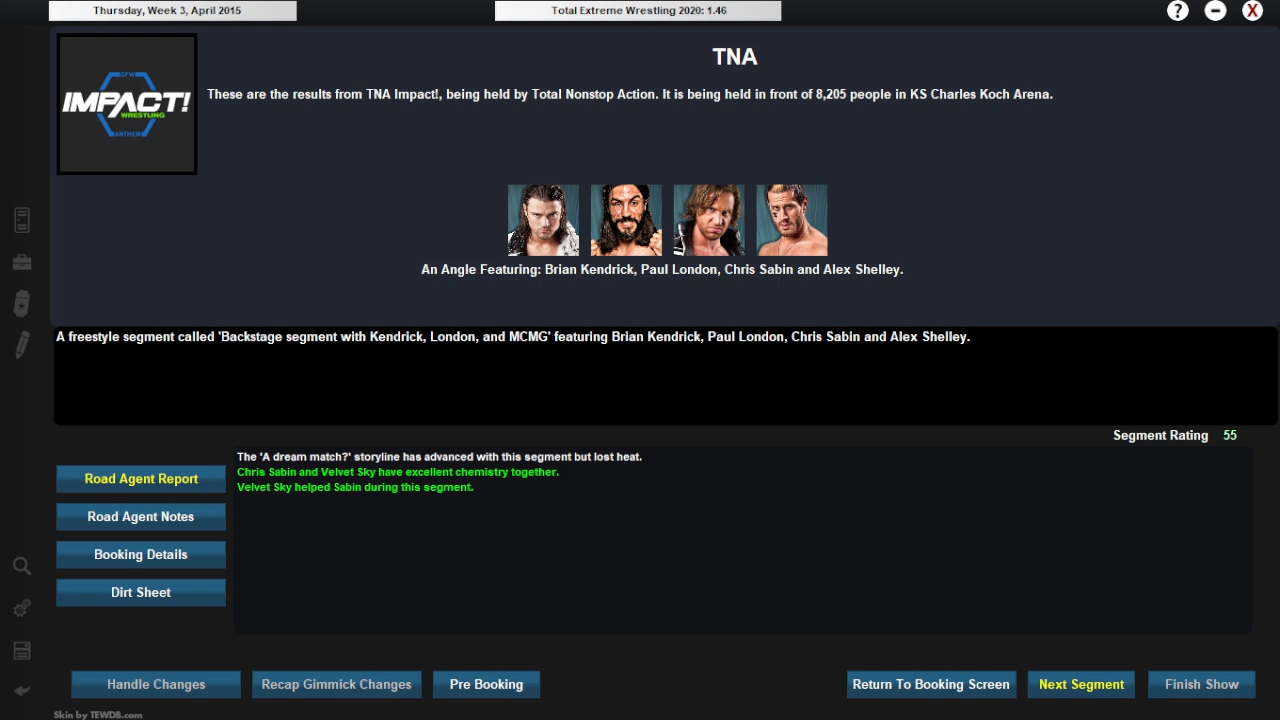 Thursday, Week 3, April 2015
Total Extreme Wrestling 2020: 1.46
? - X
TNA
GFW
IMPACT!
WRESTLING
ANTHEM
These are the results from TNA Impact!, being held by Total Nonstop Action. It is being held in front of 8,205 people in KS Charles Koch Arena.
An Angle Featuring: Brian Kendrick, Paul London, Chris Sabin and Alex Shelley.
A freestyle segment called 'Backstage segment with Kendrick, London, and MCMG' featuring Brian Kendrick, Paul London, Chris Sabin and Alex Shelley.
Segment Rating 55
The 'A dream match?' storyline has advanced with this segment but lost heat.
Chris Sabin and Velvet Sky have excellent chemistry together.
Velvet Sky helped Sabin during this segment.
Road Agent Report
Road Agent Notes
Booking Details
Dirt Sheet
Handle Changes
Recap Gimmick Changes
Pre Booking
Return To Booking Screen
Next Segment
Finish Show
Skin by TEWDB.com